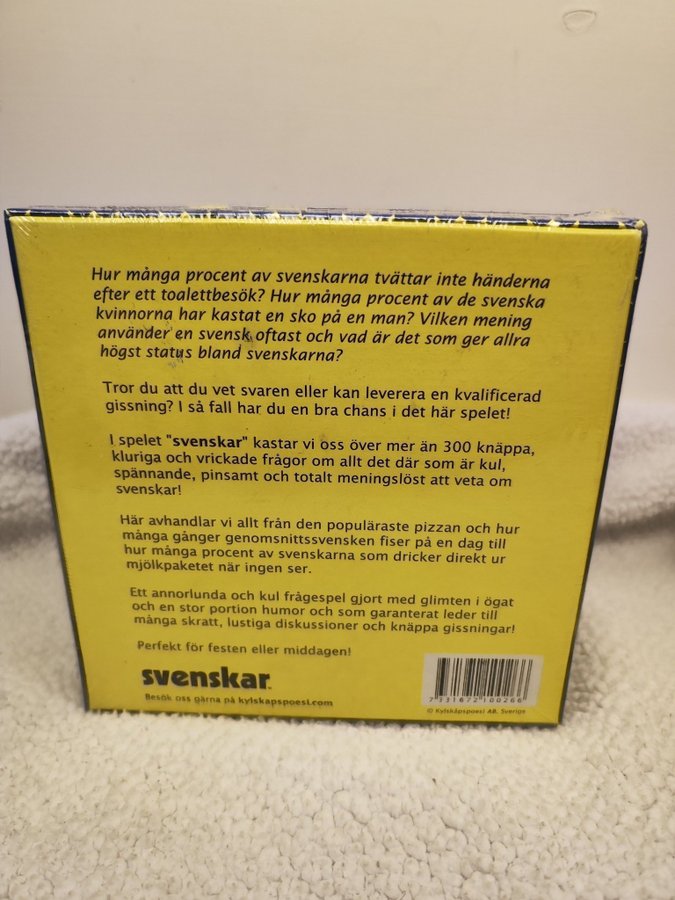 Hur många procent av svenskarna tvättar inte händerna
efter ett toalettbesök? Hur många procent av de svenska
kvinnorna har kastat en sko på en man? Vilken mening
använder en svensk oftast och vad är det som ger allra
högst status bland svenskarna?
Tror du att du vet svaren eller kan leverera en kvalificerad
gissning? I så fall har du en bra chans i det här spelet!
I spelet "svenskar" kastar vi oss över mer än 300 knäppa,
kluriga och vrickade frågor om allt det där som är kul,
spännande, pinsamt och totalt meningslöst att veta om
svenskar!
Här avhandlar vi allt från den populäraste pizzan och hur
många gånger genomsnittssvensken fiser på en dag till
hur många procent av svenskarna som dricker direkt ur
mjölkpaketet när ingen ser.
Ett annorlunda och kul frågespel gjort med glimten i ögat
och en stor portion humor och som garanterat leder till
många skratt, lustiga diskussioner och knäppa gissningar!
Perfekt för festen eller middagen!
svenskar™
Besök oss gärna på kylskapspoesi.com
7 331672 100266
© Kylskåpspoesi AB, Sverige